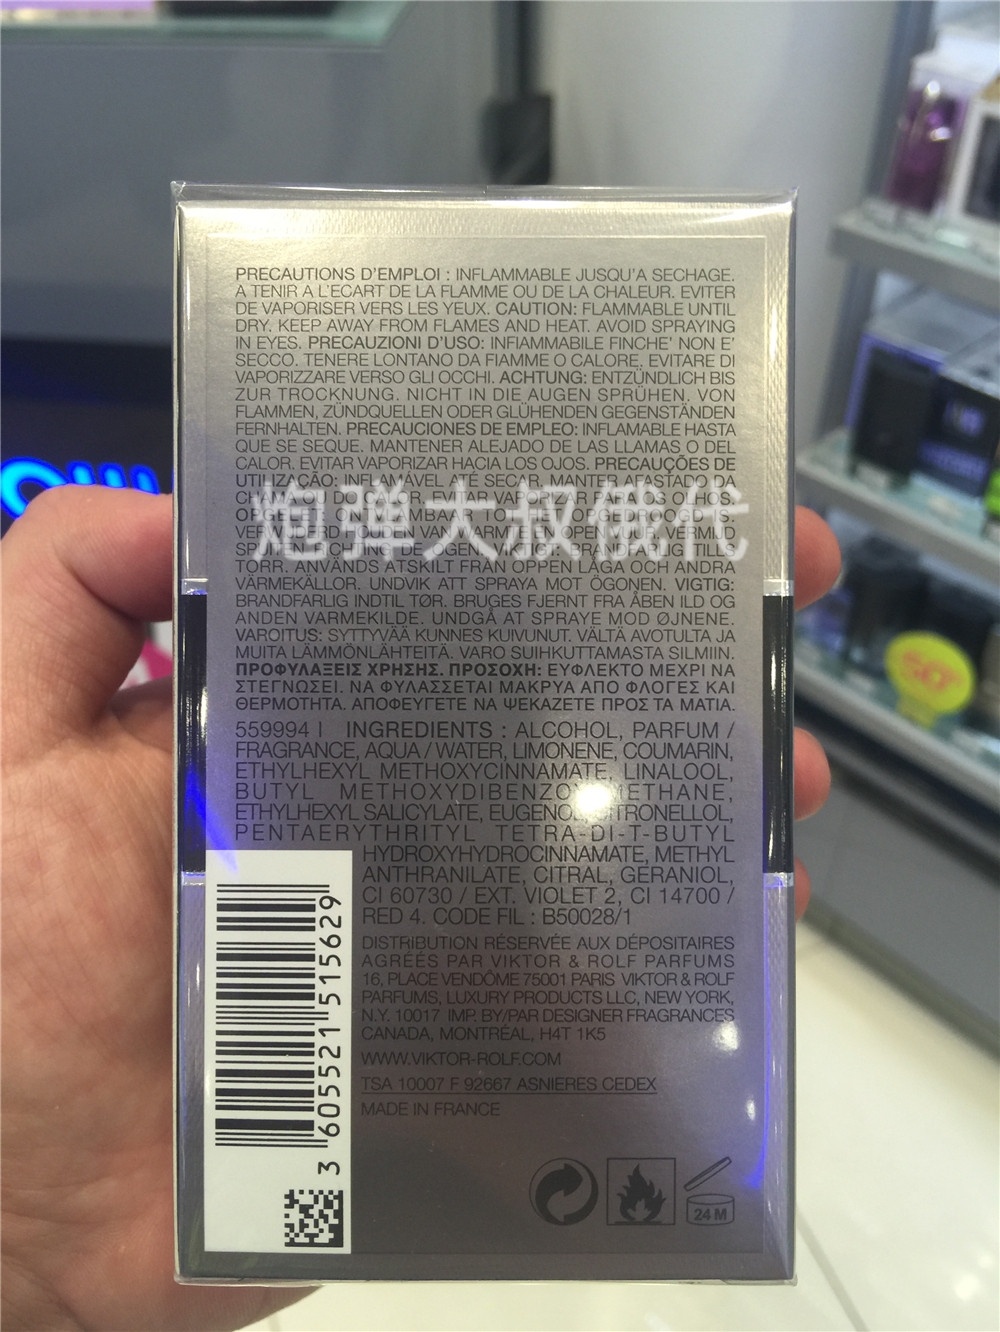 PRECAUTIONS D'EMPLOI : INFLAMMABLE JUSQU'A SECHAGE.
A TENIR A L'ECART DE LA FLAMME OU DE LA CHALEUR. EVITER
DE VAPORISER VERS LES YEUX. CAUTION: FLAMMABLE UNTIL
DRY. KEEP AWAY FROM FLAMES AND HEAT. AVOID SPRAYING
IN EYES. PRECAUZIONI D'USO: INFIAMMABILE FINCHE' NON E'
SECCO. TENERE LONTANO DA FIAMME O CALORE, EVITARE DI
VAPORIZZARE VERSO GLI OCCHI. ACHTUNG: ENTZÜNDLICH BIS
ZUR TROCKNUNG. NICHT IN DIE AUGEN SPRÜHEN. VON
FLAMMEN, ZÜNDQUELLEN ODER GLÜHENDEN GEGENSTÄNDEN
FERNHALTEN. PRECAUCIONES DE EMPLEO: INFLAMABLE HASTA
QUE SE SEQUE. MANTENER ALEJADO DE LAS LLAMAS O DEL
CALOR. EVITAR VAPORIZAR HACIA LOS OJOS. PRECAUÇÕES DE
UTILIZAÇÃO: INFLAMÁVEL ATÉ SECAR. MANTER AFASTADO DA
炮弹大叔俄代
TORR. ANVÄNDS ATSKILT FRÅN ÖPPEN LÅGA OCH ANDRA
VÄRMEKÄLLOR. UNDVIK ATT SPRAYA MOT ÖGONEN. VIGTIG:
BRANDFARLIG INDTIL TØR. BRUGES FJERNT FRA ÅBEN ILD OG
ANDEN VARMEKILDE. UNDGÅ AT SPRAYE MOD ØJNENE.
VAROITUS: SYTTYVÄÄ KUNNES KUIVUNUT. VÄLTÄ AVOTULTA JA
MUITA LÄMMÖNLÄHTEITÄ. VARO SUIHKUTTAMASTA SILMIIN.
ΠΡΟΦΥΛΑΞΕΙΣ ΧΡΗΣΗΣ. ΠΡΟΣΟΧΗ: ΕΥΦΛΕΚΤΟ ΜΕΧΡΙ ΝΑ
ΣΤΕΓΝΩΣΕΙ. ΝΑ ΦΥΛΑΣΣΕΤΑΙ ΜΑΚΡΥΑ ΑΠΟ ΦΛΟΓΕΣ ΚΑΙ
ΘΕΡΜΟΤΗΤΑ. ΑΠΟΦΕΥΓΕΤΕ ΝΑ ΨΕΚΑΖΕΤΕ ΠΡΟΣ ΤΑ ΜΑΤΙΑ.
559994 I INGREDIENTS : ALCOHOL, PARFUM /
FRAGRANCE, AQUA / WATER, LIMONENE, COUMARIN,
ETHYLHEXYL METHOXYCINNAMATE, LINALOOL,
BUTYL METHOXYDIBENZOYLMETHANE,
ETHYLHEXYL SALICYLATE, EUGENOL, CITRONELLOL,
PENTAERYTHRITYL TETRA-DI-T-BUTYL
HYDROXYHYDROCINNAMATE, METHYL
ANTHRANILATE, CITRAL, GERANIOL,
CI 60730 / EXT. VIOLET 2, CI 14700 /
RED 4. CODE FIL : B50028/1
DISTRIBUTION RÉSERVÉE AUX DÉPOSITAIRES
AGRÉÉS PAR VIKTOR & ROLF PARFUMS
16, PLACE VENDÔME 75001 PARIS VIKTOR & ROLF
PARFUMS, LUXURY PRODUCTS LLC, NEW YORK,
N.Y. 10017 IMP. BY/PAR DESIGNER FRAGRANCES
CANADA, MONTRÉAL, H4T 1K5
WWW.VIKTOR-ROLF.COM
TSA 10007 F 92667 ASNIERES CEDEX
MADE IN FRANCE
3 605521 515629
24 M